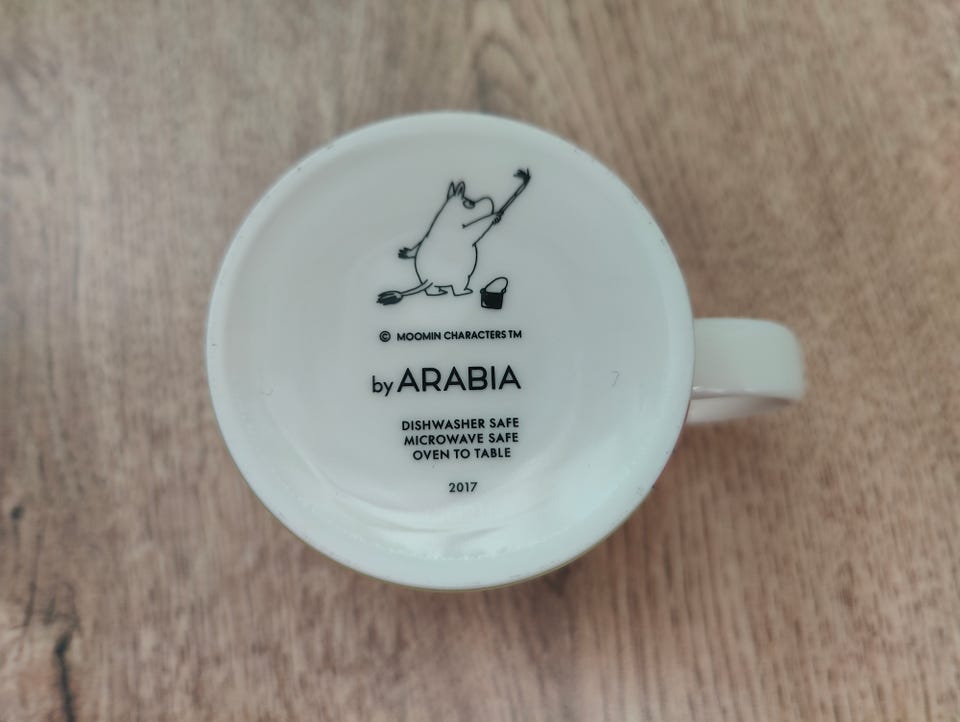 © MOOMIN CHARACTERS TM
by ARABIA
DISHWASHER SAFE
MICROWAVE SAFE
OVEN TO TABLE
2017